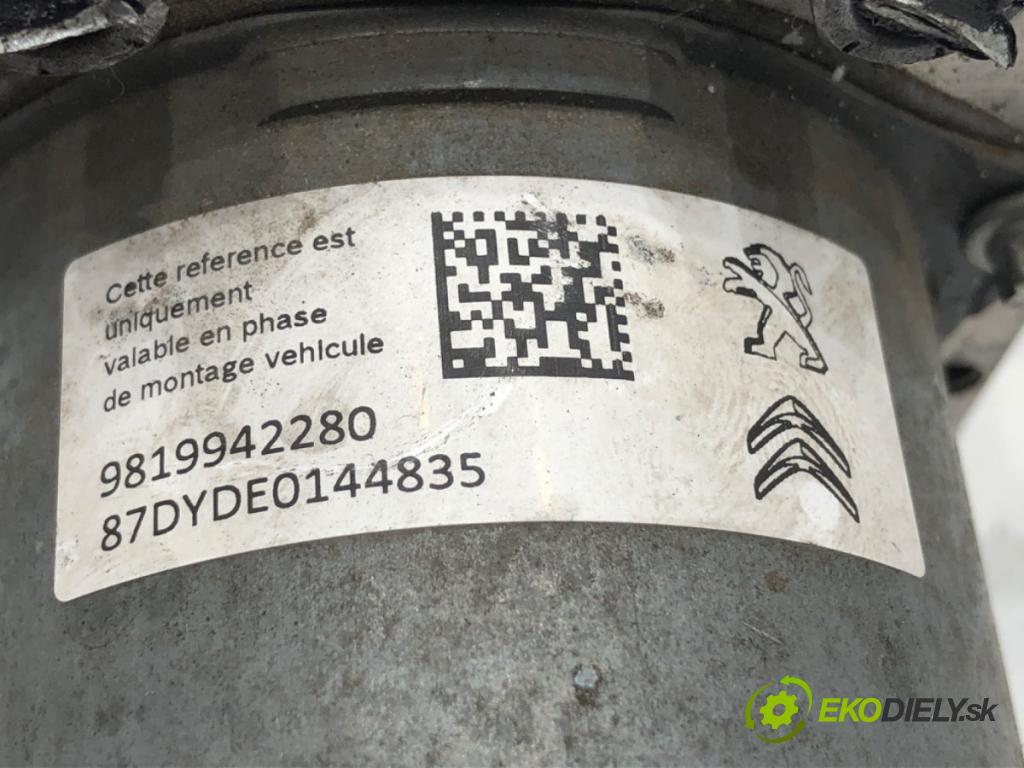 Cette reference est
uniquement
valable en phase
de montage vehicule
9819942280
87DYDE0144835
EKODIELY.sk